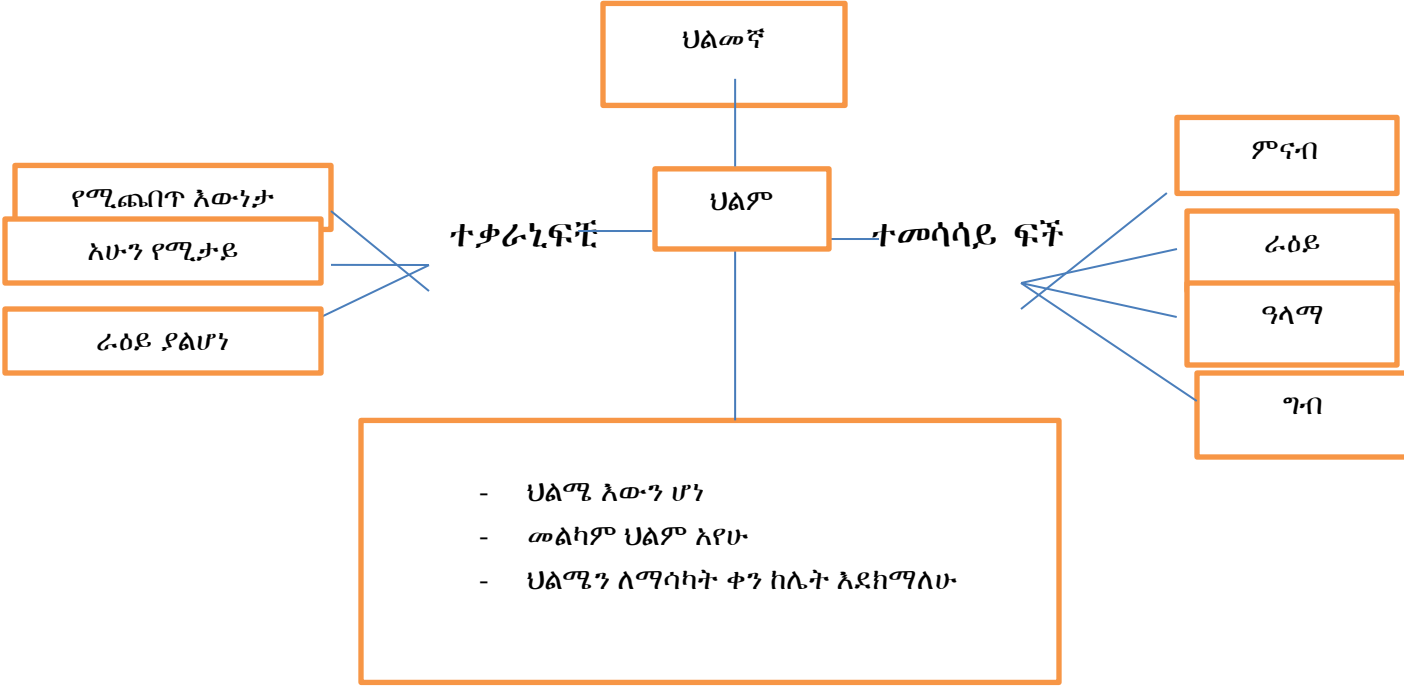 ህልመኛ
ምናብ
የሚጨበጥ እውነታ
ህልም
ተቃራኒፍቺ
ተመሳሳይ ፍች
አሁን የሚታይ
ራዕይ
ዓላማ
ራዕይ ያልሆነ
ግብ
- ህልሜ እውን ሆነ
- መልካም ህልም አየሁ
- ህልሜን ለማሳካት ቀን ከሌት እደክማለሁ